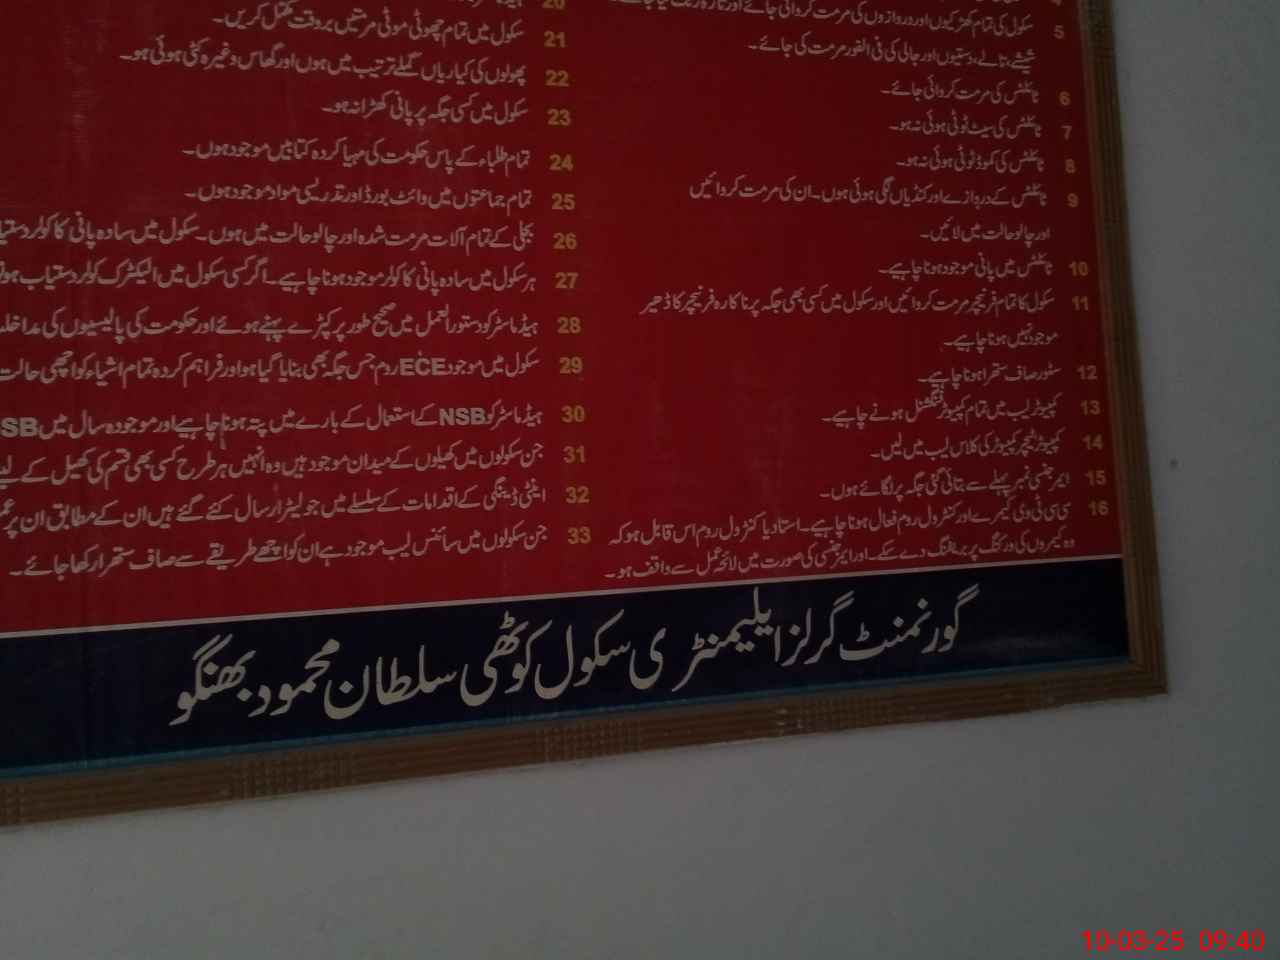 سکول کی تمام کھڑکیوں اور دروازوں کی مرمت کروائی جائے اور تازہ رنگ کیا جائے۔ 5
شیشے، تالے، دستیوں اور جالی کی فی الفور مرمت کی جائے۔
6 ٹائلٹس کی مرمت کروائی جائے۔
7 ٹائلٹس کی سیٹ ٹوٹی ہوئی نہ ہو۔
8 ٹائلٹس کی کموڈ ٹوٹی ہوئی نہ ہو۔
9 ٹائلٹس کے دروازے اور کنڈیاں لگی ہوئی ہوں۔ ان کی مرمت کروائیں
اور چالو حالت میں لائیں۔
10 ٹائلٹس میں پانی موجود ہونا چاہیے۔
11 سکول کا تمام فرنیچر مرمت کروائیں اور سکول میں کسی بھی جگہ پر ناکارہ فرنیچر کا ڈھیر
موجود نہیں ہونا چاہیے۔
12 سٹور صاف ستھرا ہونا چاہیے۔
13 کمپیوٹر لیب میں تمام کمپیوٹر فنگشنل ہونے چاہیے۔
14 کمپیوٹر ٹیچر کمپیوٹر کی کلاس لیب میں لیں۔
15 ایمرجنسی نمبر پہلے سے بتائی گئی جگہ پر لگائے ہوں۔
16 سی سی ٹی وی کیمرے اور کنٹرول روم فعال ہونا چاہیے۔ استاد یا کنزول روم اس قابل ہو کہ
وہ کیمروں کی ورکنگ پر بریفنگ دے سکے۔ اور ایمرجنسی کی صورت میں لائحہ عمل سے واقف ہو۔
20
21 سکول میں تمام چھوٹی موٹی مرمتیں بروقت مکمل کریں۔
22 پھولوں کی کیاریاں گملے ترتیب میں ہوں اور گھاس وغیرہ کٹی ہوئی ہو۔
23 سکول میں کسی جگہ پر پانی کھڑا نہ ہو۔
24 تمام طلباء کے پاس حکومت کی مہیا کردہ کتابیں موجود ہوں۔
25 تمام جماعتوں میں وائٹ بورڈ اور تدریسی مواد موجود ہوں۔
26 بجلی کے تمام آلات مرمت شدہ اور چالو حالت میں ہوں۔ سکول میں سادہ پانی کا کولر دستیا
27 ہر سکول میں سادہ پانی کا کولر موجود ہونا چاہیے۔ اگر کسی سکول میں الیکٹرک کولر دستیاب ہو
28 ہیڈ ماسٹر کو دستور العمل میں صحیح طور پر کپڑے پہنے ہوئے اور حکومت کی پالیسیوں کی مداخلت
29 سکول میں موجود ECE روم جس جگہ بھی بنایا گیا ہو اور فراہم کردہ تمام اشیاء کو اچھی حالت
30 ہیڈ ماسٹر کو NSB کے استعمال کے بارے میں پتہ ہونا چاہیے اور موجودہ سال میں SB
31 جن سکولوں میں کھیلوں کے میدان موجود ہیں وہ انہیں ہر طرح کسی بھی قسم کی کھیل کے لیے
32 اینٹی ڈینگی کے اقدامات کے سلسلے میں جو لیٹر ارسال کئے گئے ہیں ان کے مطابق ان پر عم
33 جن سکولوں میں سائنس لیب موجود ہے ان کو اچھے طریقے سے صاف ستھرا رکھا جائے۔
گورنمنٹ گرلز ایلیمنٹری سکول کوٹھی سلطان محمود بھنگو
10-03-25 09:40